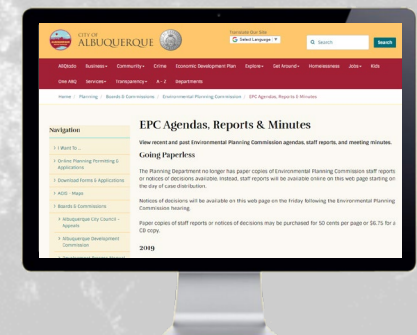 Translate Our Site
CITY OF
ALBUQUERQUE
Select Language ▼
Search
Search
ABQtodo Business Community Crime Economic Development Plan Explore Get Around Homelessness Jobs Kids
One ABQ Services Transparency A - Z Departments
Home / Planning / Boards & Commissions / Environmental Planning Commission / EPC Agendas, Reports & Minutes
EPC Agendas, Reports & Minutes
View recent and past Environmental Planning Commission agendas, staff reports, and meeting minutes.
Navigation
Going Paperless
> I Want To ...
The Planning Department no longer has paper copies of Environmental Planning Commission staff reports
> Online Planning Permitting &
Applications
or notices of decisions available. Instead, staff reports will be available online on this web page starting on
> Download Forms & Applications
the day of case distribution.
> AGIS - Maps
Notices of decisions will be available on this web page on the Friday following the Environmental Planning
> Boards & Commissions
Commission hearing.
> Albuquerque City Council -
Appeals
Paper copies of staff reports or notices of decisions may be purchased for 50 cents per page or $6.75 for a
CD copy.
> Albuquerque Development
Commission
2019